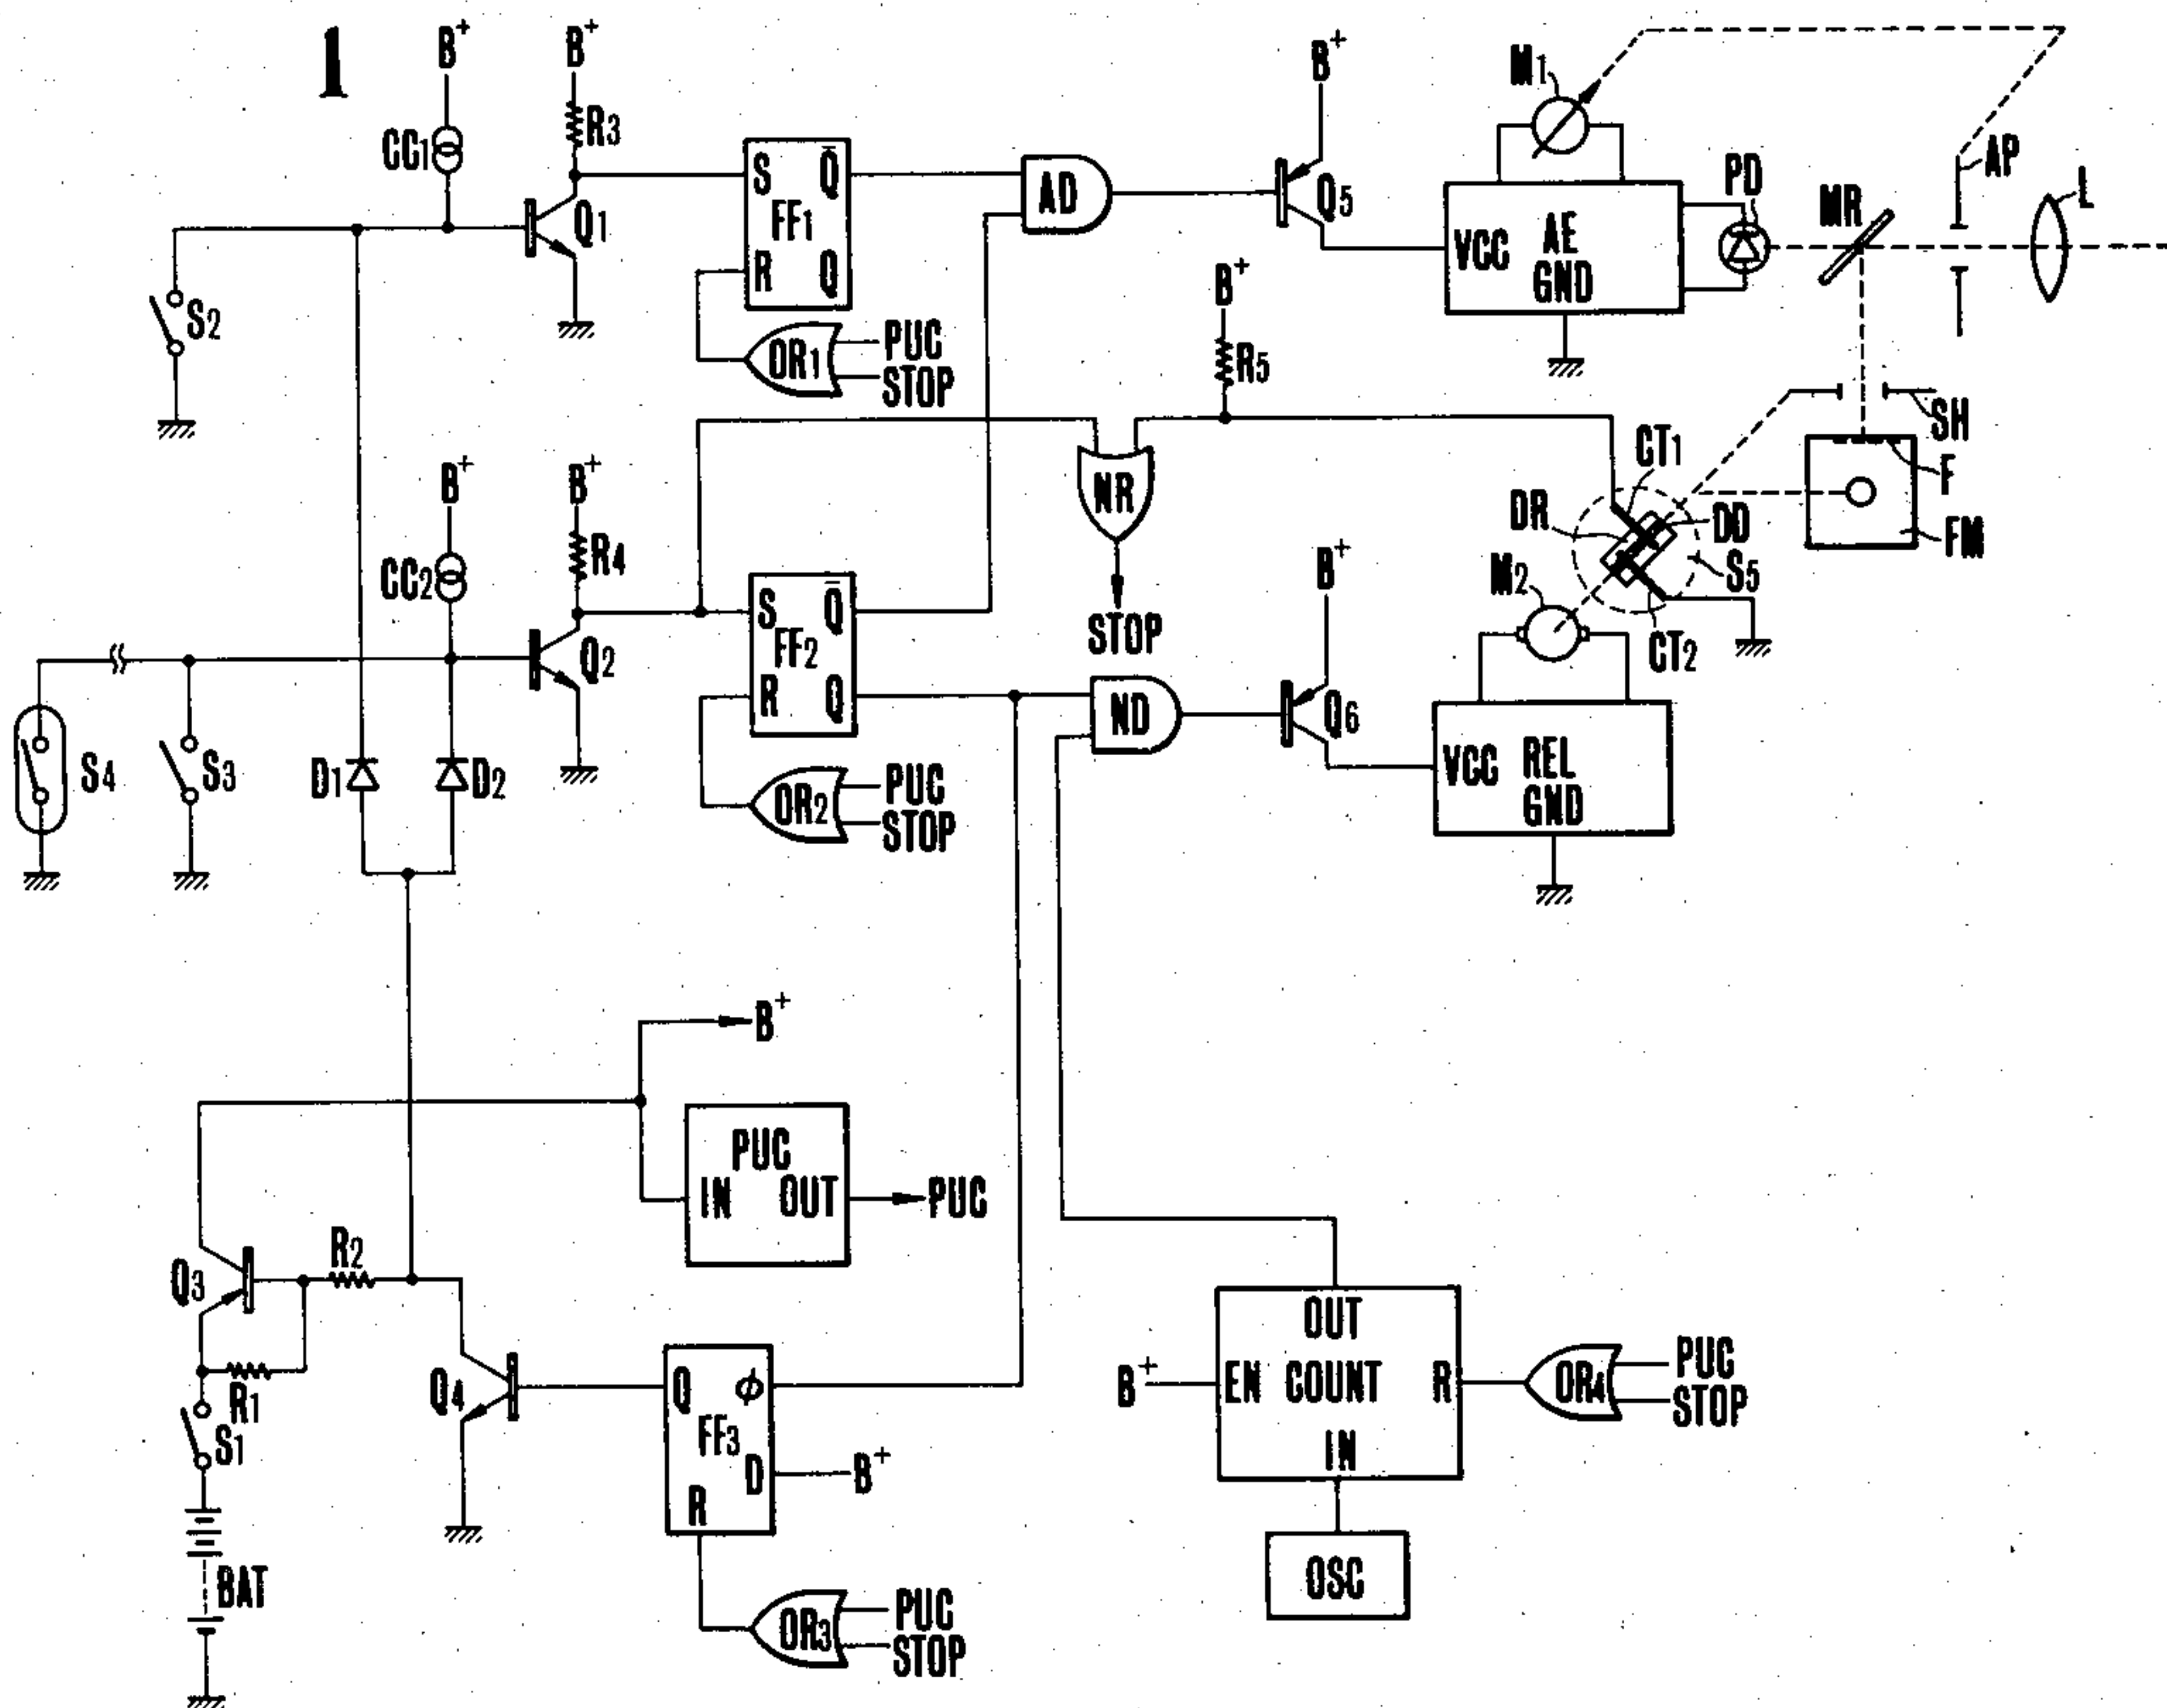 1
B+
B+
B+
M1
CC1
R3
AP
PD
L
MR
S
Q̄
FF1
R
Q
AD
Q1
Q5
VCC
AE
GND
S2
B+
R5
OR1
PUC
STOP
SH
CT1
F
B+
B+
NR
DR
DD
FM
R4
CC2
B+
M2
S5
STOP
CT2
S
Q̄
FF2
R
Q
Q2
ND
Q6
S4
S3
D1
D2
VCC
REL
GND
OR2
PUC
STOP
B+
PUC
IN
OUT
PUC
Q3
R2
OUT
EN
COUNT
R
IN
B+
OR4
PUC
STOP
R1
S1
Q4
Q
φ
FF3
D
R
B+
BAT
OSC
OR3
PUC
STOP